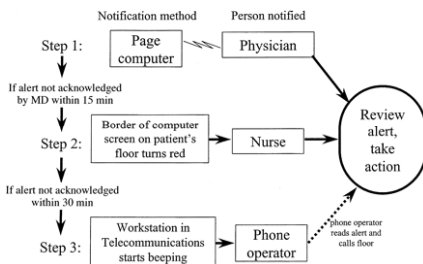 Notification method
Person notified
Step 1:
Page
computer
Physician
If alert not acknowledged
by MD within 15 min
Step 2:
Border of computer
screen on patient's
floor turns red
Nurse
Review
alert,
take
action
If alert not acknowledged
within 30 min
Step 3:
Workstation in
Telecommunications
starts beeping
Phone
operator
phone operator
reads alert and
calls floor